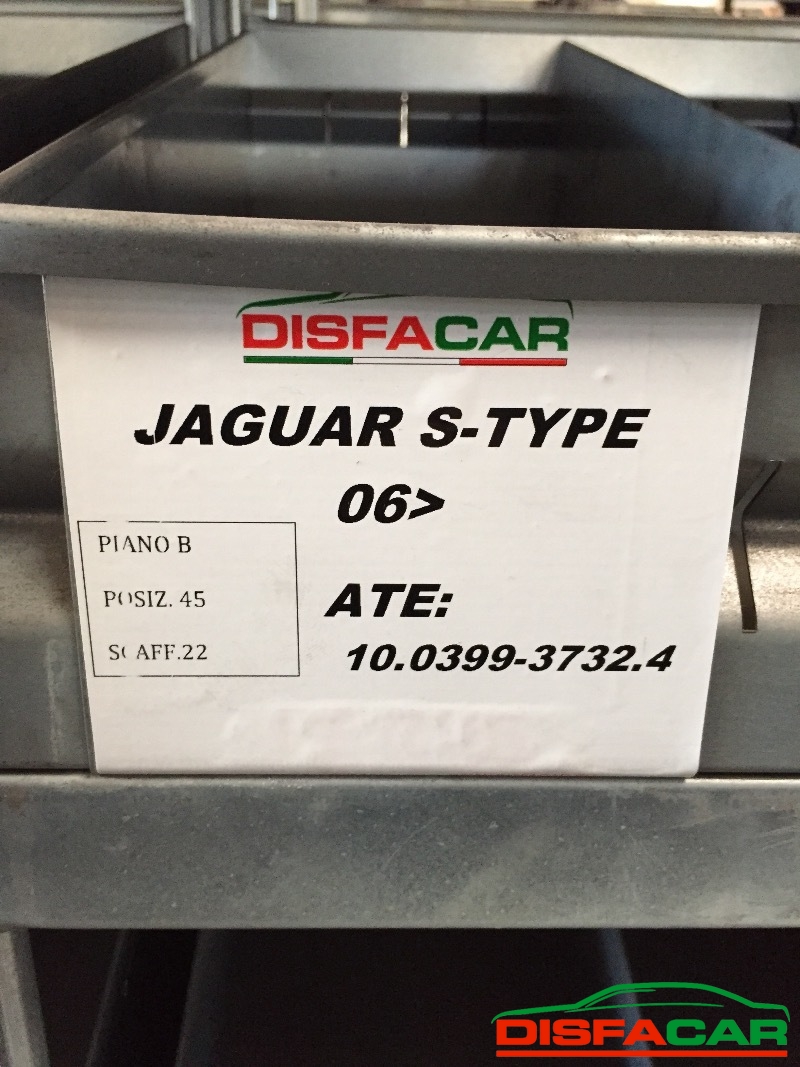 DISFACAR
JAGUAR S-TYPE
06>
PIANO B
POSIZ. 45
SCAFF.22
ATE:
10.0399-3732.4
DISFACAR